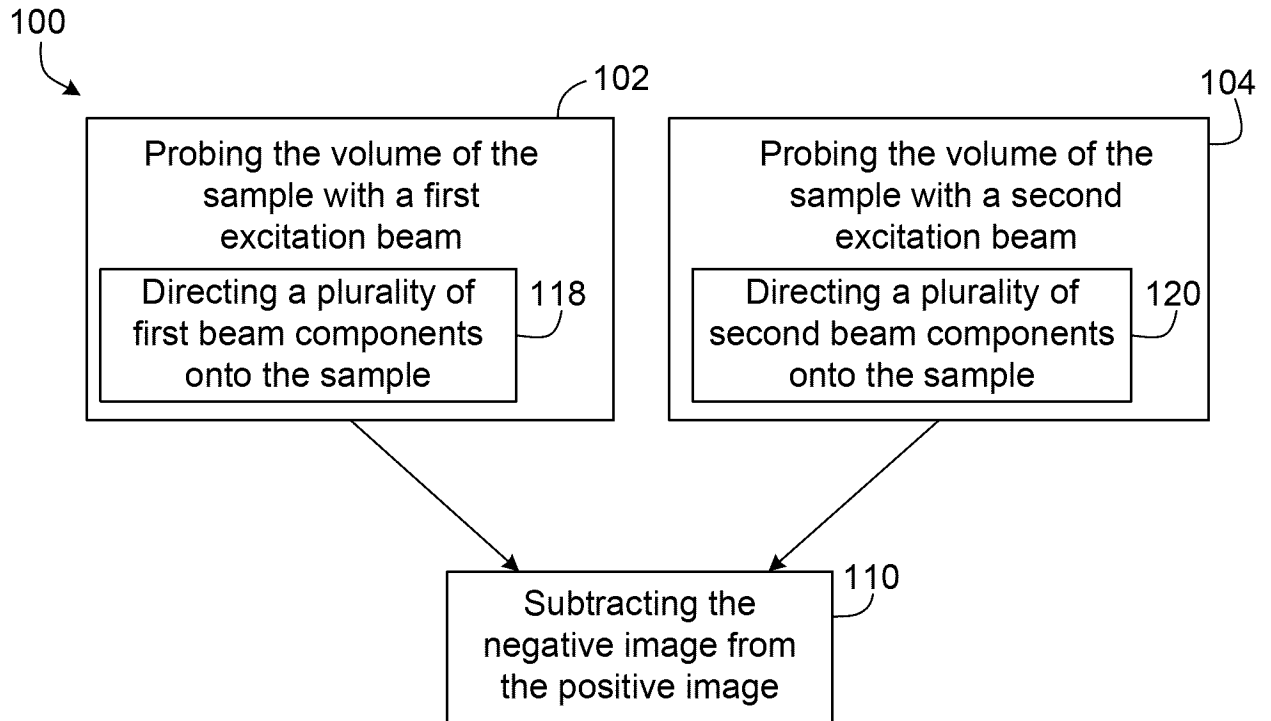 100
102
Probing the volume of the
sample with a first
excitation beam
Directing a plurality of
first beam components
onto the sample
118
104
Probing the volume of the
sample with a second
excitation beam
Directing a plurality of
second beam components
onto the sample
120
110
Subtracting the
negative image from
the positive image